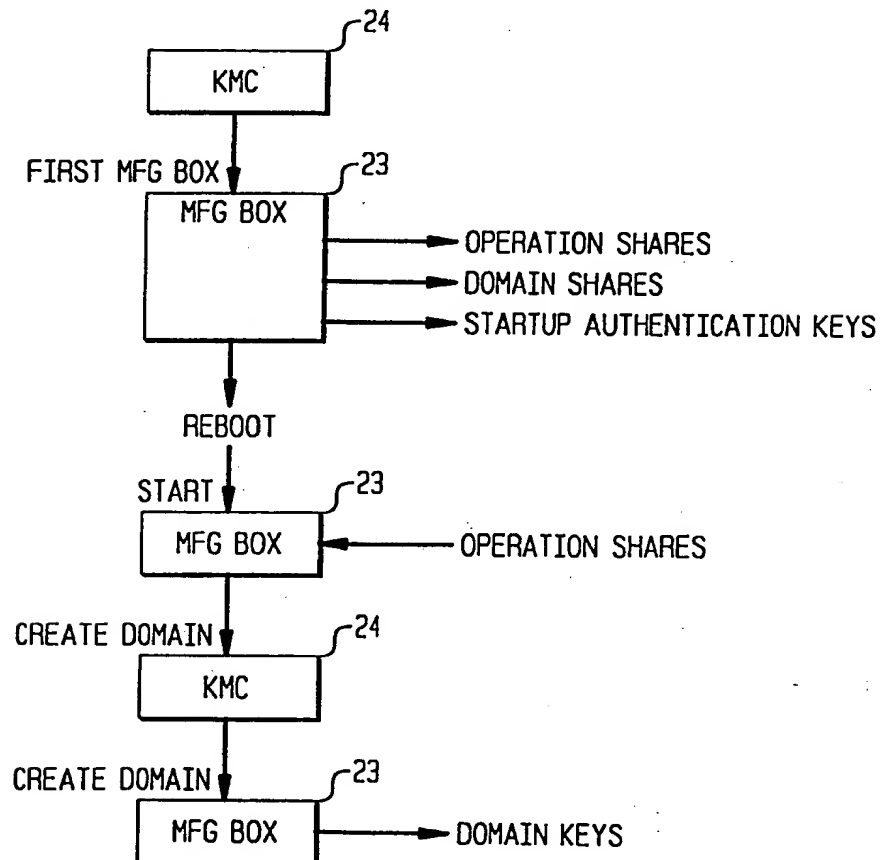 24
KMC
FIRST MFG BOX
23
MFG BOX
OPERATION SHARES
DOMAIN SHARES
STARTUP AUTHENTICATION KEYS
REBOOT
START
23
MFG BOX
OPERATION SHARES
CREATE DOMAIN
24
KMC
CREATE DOMAIN
23
MFG BOX
DOMAIN KEYS